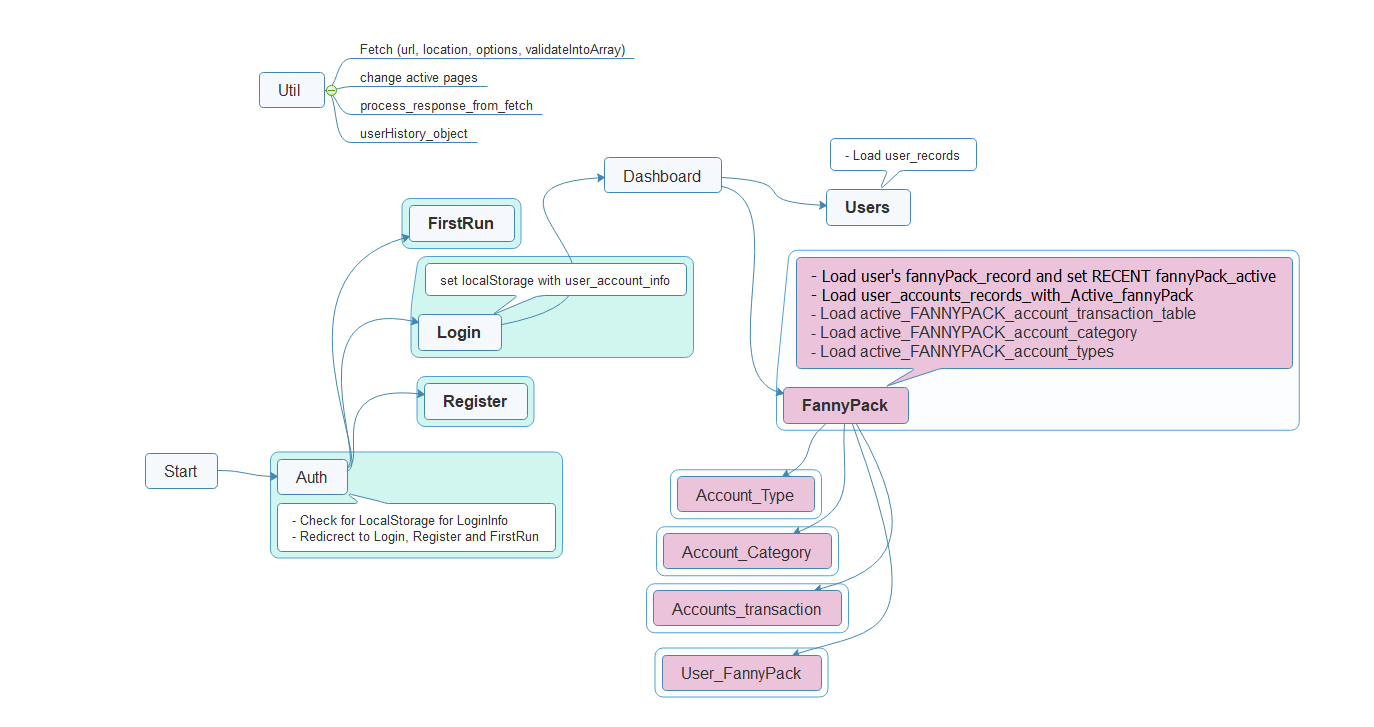 Fetch (url, location, options, validateIntoArray)
Util
change active pages
process_response_from_fetch
userHistory_object
Dashboard
- Load user_records
Users
FirstRun
set localStorage with user_account_info
Login
- Load user's fannyPack_record and set RECENT fannyPack_active
- Load user_accounts_records_with_Active_fannyPack
- Load active_FANNYPACK_account_transaction_table
- Load active_FANNYPACK_account_category
- Load active_FANNYPACK_account_types
Register
FannyPack
Start
Auth
- Check for LocalStorage for LoginInfo
- Redicrect to Login, Register and FirstRun
Account_Type
Account_Category
Accounts_transaction
User_FannyPack